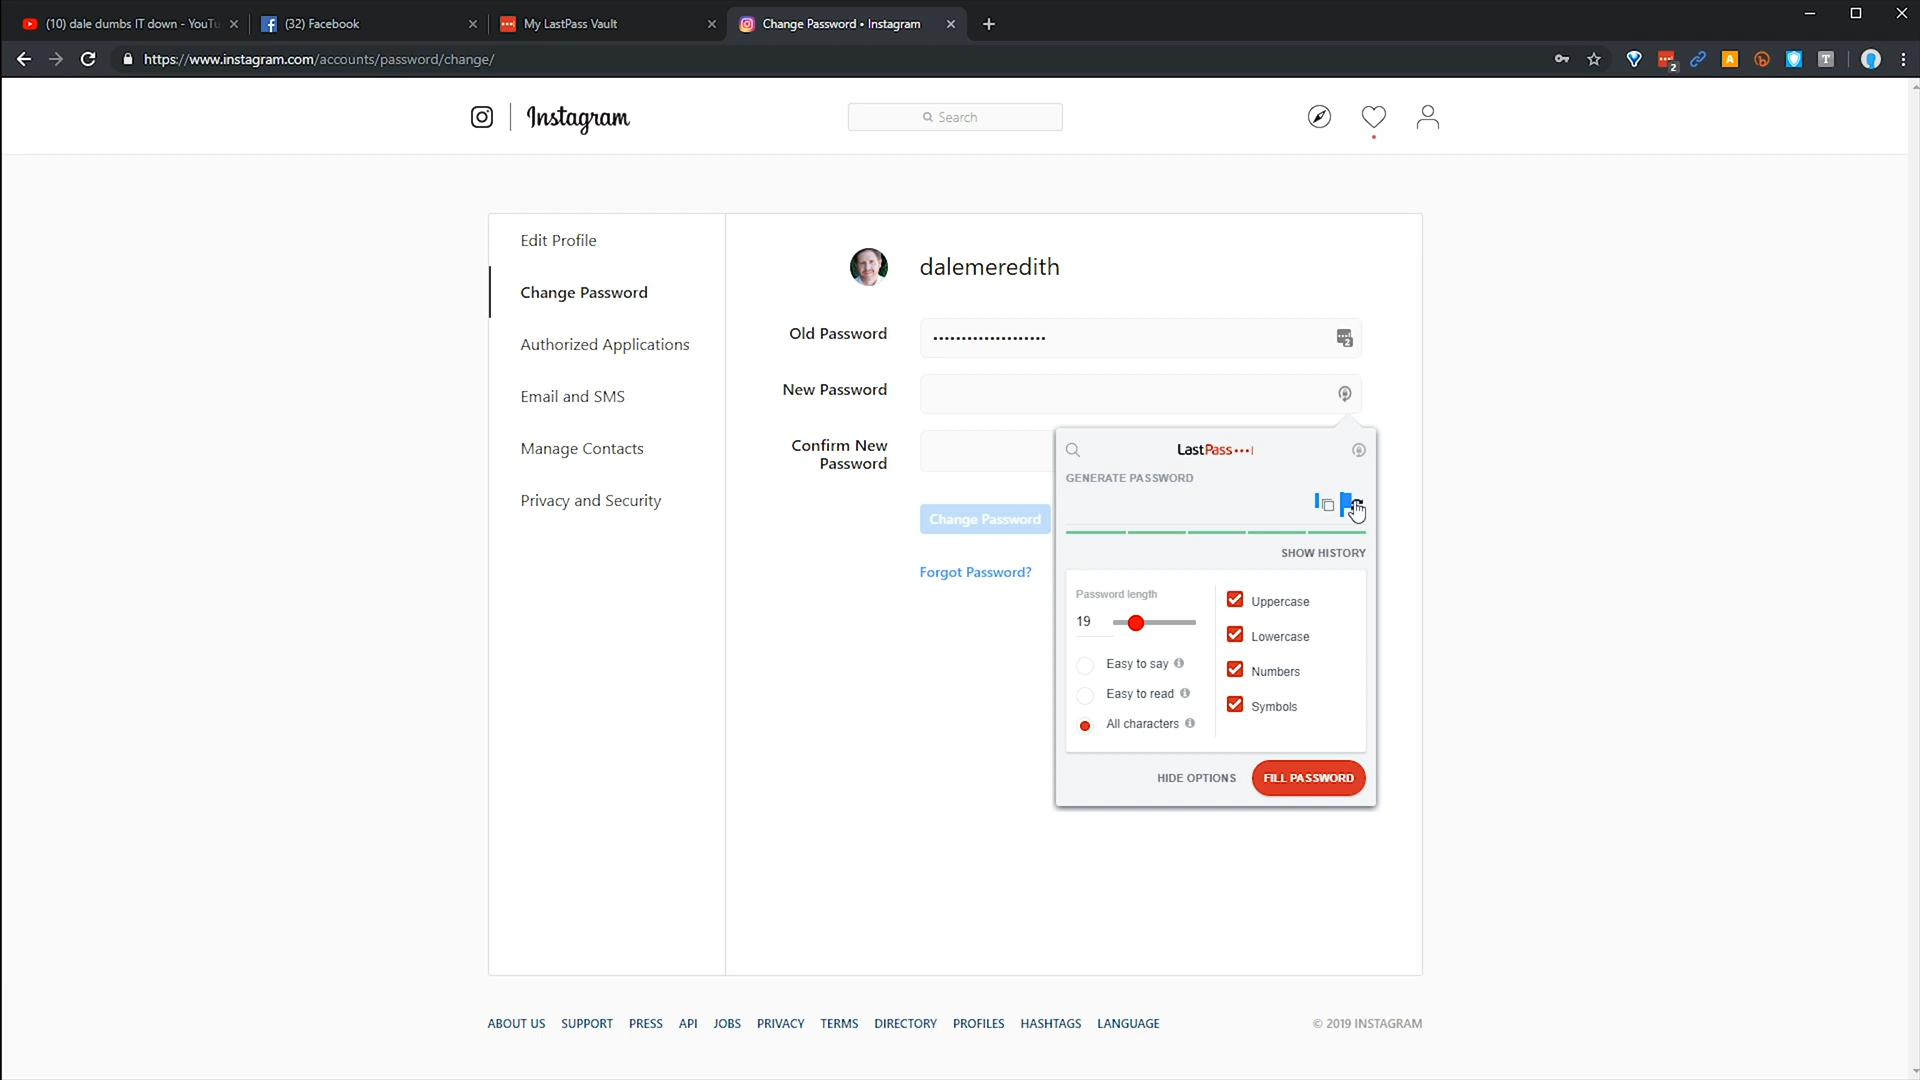 (10) dale dumbs IT down - YouTu
(32) Facebook
My LastPass Vault
Change Password • Instagram
https://www.instagram.com/accounts/password/change/
2
A
T
Instagram
Search
Edit Profile
Change Password
Authorized Applications
Email and SMS
Manage Contacts
Privacy and Security
dalemeredith
Old Password
••••••••••••••••••••
2
New Password
Confirm New
Password
Change Password
Forgot Password?
LastPass•••|
GENERATE PASSWORD
SHOW HISTORY
Password length
19
Easy to say
Easy to read
All characters
Uppercase
Lowercase
Numbers
Symbols
HIDE OPTIONS
FILL PASSWORD
ABOUT US SUPPORT PRESS API JOBS PRIVACY TERMS DIRECTORY PROFILES HASHTAGS LANGUAGE
© 2019 INSTAGRAM